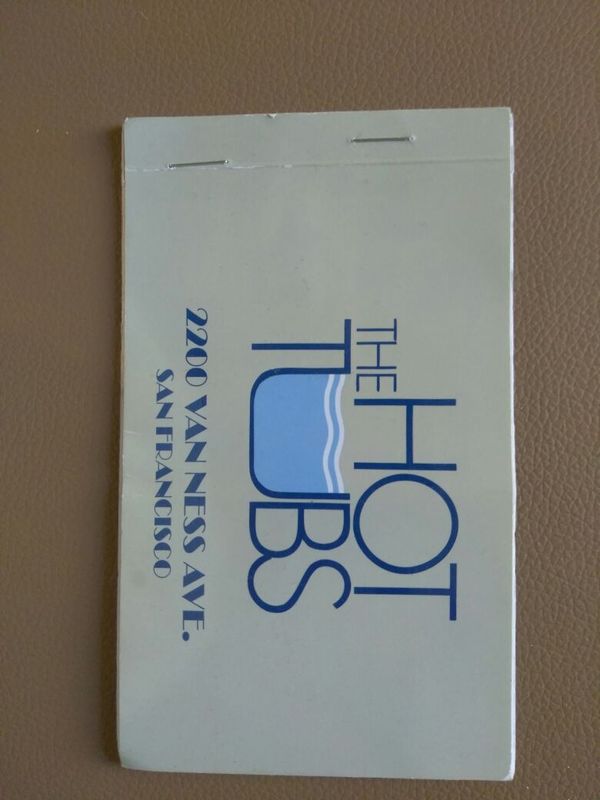 THE HOT
TUBS
2200 VAN NESS AVE.
SAN FRANCISCO